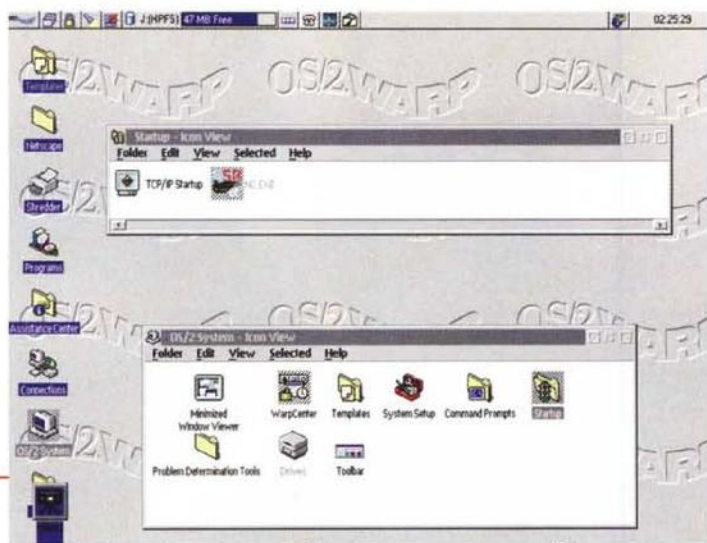 J:(HPFS) 47 MB Free
02:25:29
OS/2 WARP OS/2 WARP OS/2 WARP
Templates
Netscape
Shredder
Programs
Assistance Center
Connections
OS/2 System
Startup - Icon View
Folder Edit View Selected Help
TCP/IP Startup
OS/2 System - Icon View
Folder Edit View Selected Help
Minimized
Window Viewer
WarpCenter
Templates
System Setup
Command Prompts
Startup
Problem Determination Tools
Drives
Toolbar